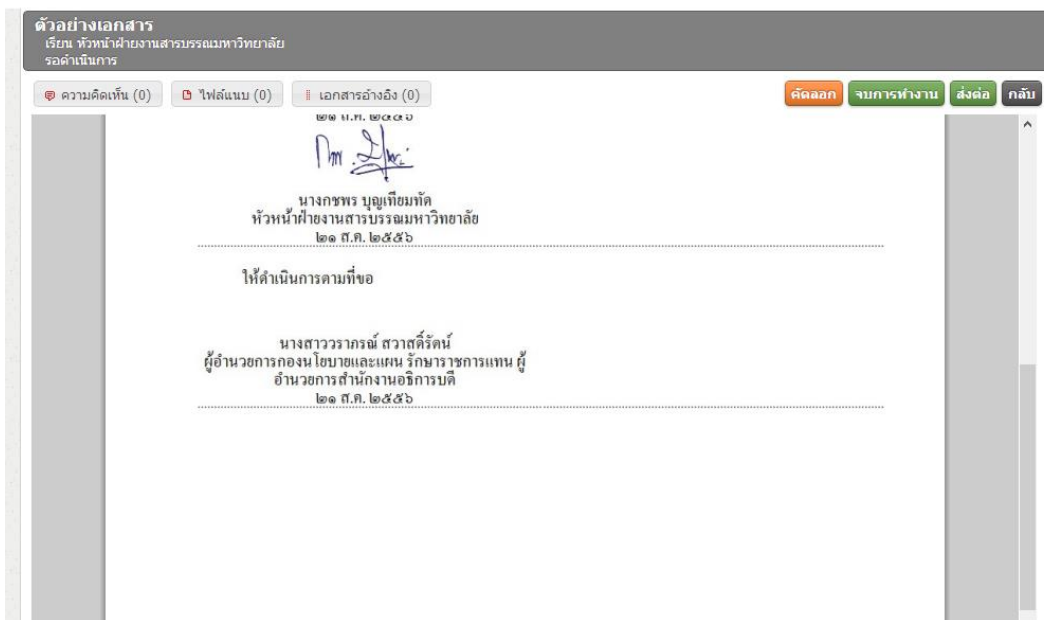 ตัวอย่างเอกสาร
เรียน หัวหน้าฝ่ายงานสารบรรณมหาวิทยาลัย
รอดำเนินการ
ความคิดเห็น (0) ไฟล์แนบ (0) เอกสารอ้างอิง (0) คัดลอก จบการทำงาน ส่งต่อ กลับ
นางกชพร บุญเทียมทัด
หัวหน้าฝ่ายงานสารบรรณมหาวิทยาลัย
๒๑ ส.ค. ๒๕๕๖
ให้ดำเนินการตามที่ขอ
นางสาววราภรณ์ สวาสดิ์รัตน์
ผู้อำนวยการกองนโยบายและแผน รักษาราชการแทน ผู้
อำนวยการสำนักงานอธิการบดี
๒๑ ส.ค. ๒๕๕๖